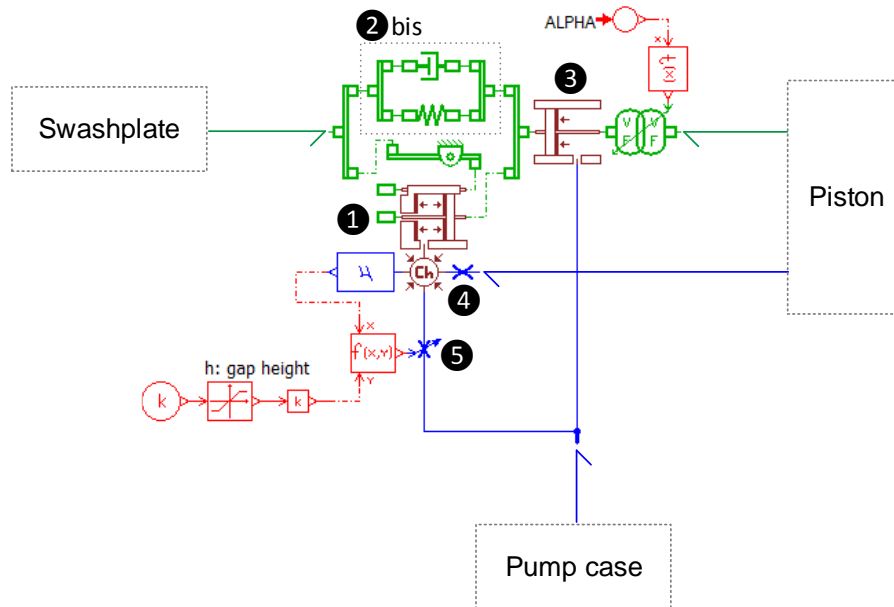 2 bis
ALPHA
x
f(x)
3
Swashplate
V V
F F
Piston
1
μ
Ch
4
x
f(x,y)
5
h: gap height
Y
k
k
Pump case